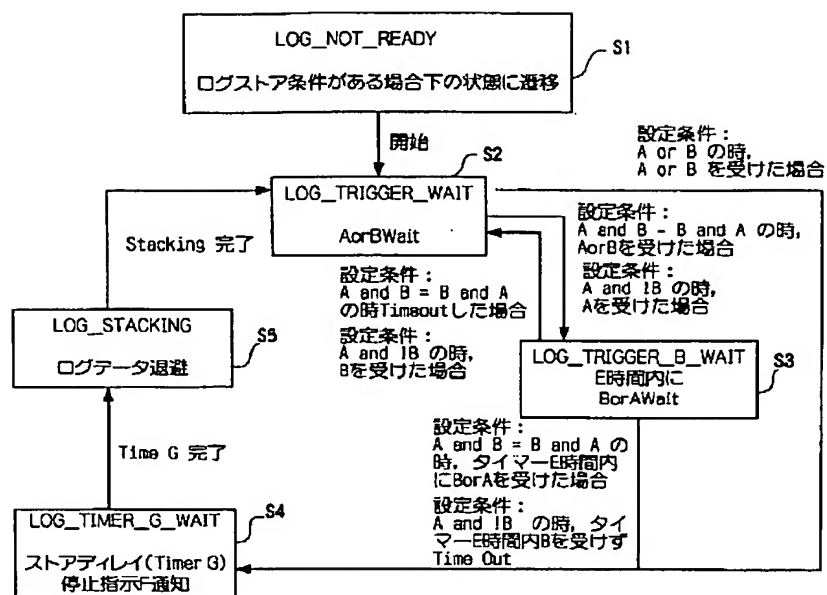 LOG_NOT_READY
ログストア条件がある場合下の状態に遷移
S1
開始
S2
設定条件：
A or B の時，
A or B を受けた場合
LOG_TRIGGER_WAIT
AorBWait
設定条件：
A and B - B and A の時，
AorBを受けた場合
設定条件：
A and !B の時，
Aを受けた場合
Stacking 完了
設定条件：
A and B = B and A
の時Timeoutした場合
設定条件：
A and !B の時，
Bを受けた場合
LOG_STACKING
ログデータ退避
S5
LOG_TRIGGER_B_WAIT
E時間内に
BorAWait
S3
設定条件：
A and B = B and A の
時，タイマーE時間内
にBorAを受けた場合
設定条件：
A and !B の時，タイ
マーE時間内Bを受けず
Time Out
Time G 完了
LOG_TIMER_G_WAIT
ストアディレイ(Timer G)
停止指示F通知
S4